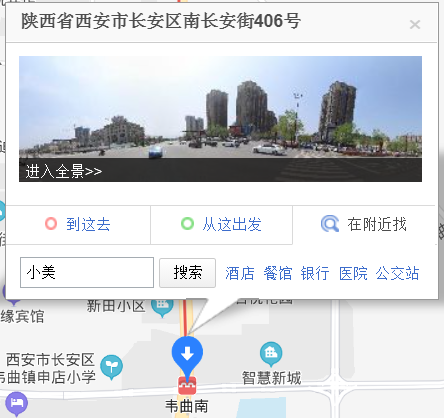 陕西省西安市长安区南长安街406号
×
进入全景>>
到这去
从这出发
在附近找
小美
搜索
酒店 餐馆 银行 医院 公交站
缘宾馆
新田小区
西安市长安区
韦曲镇申店小学
智慧新城
韦曲南